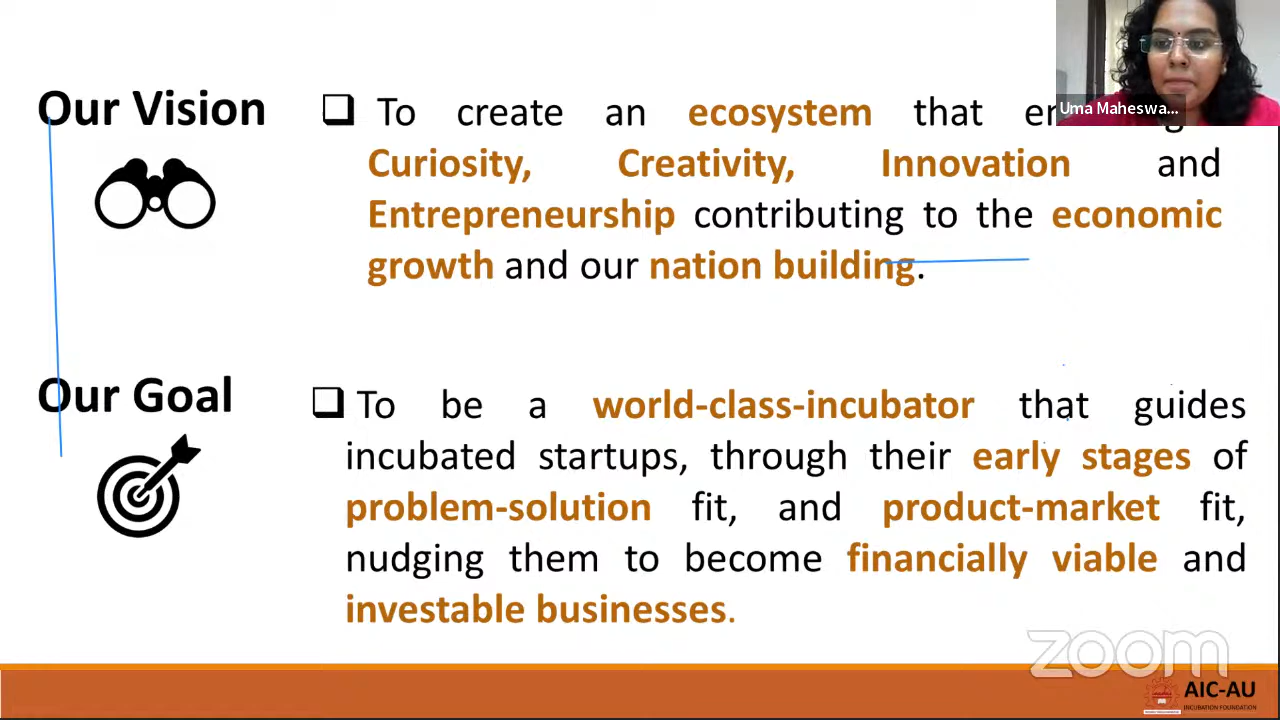 Uma Maheswa...
Our Vision
❑ To create an ecosystem that
Curiosity, Creativity, Innovation and
Entrepreneurship contributing to the economic
growth and our nation building.
Our Goal
❑ To be a world-class-incubator that guides
incubated startups, through their early stages of
problem-solution fit, and product-market fit,
nudging them to become financially viable and
investable businesses.
zoom
AIC-AU
INCUBATION FOUNDATION